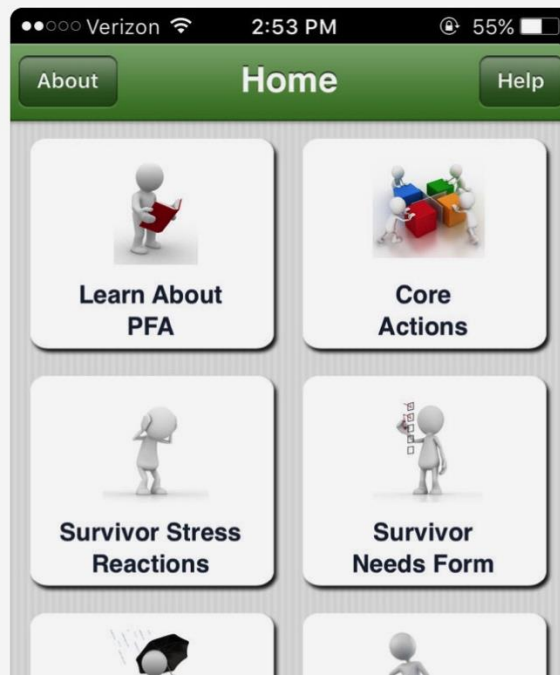 Verizon 2:53 PM 55%
About Home Help
Learn About
PFA
Core
Actions
Survivor Stress
Reactions
Survivor
Needs Form